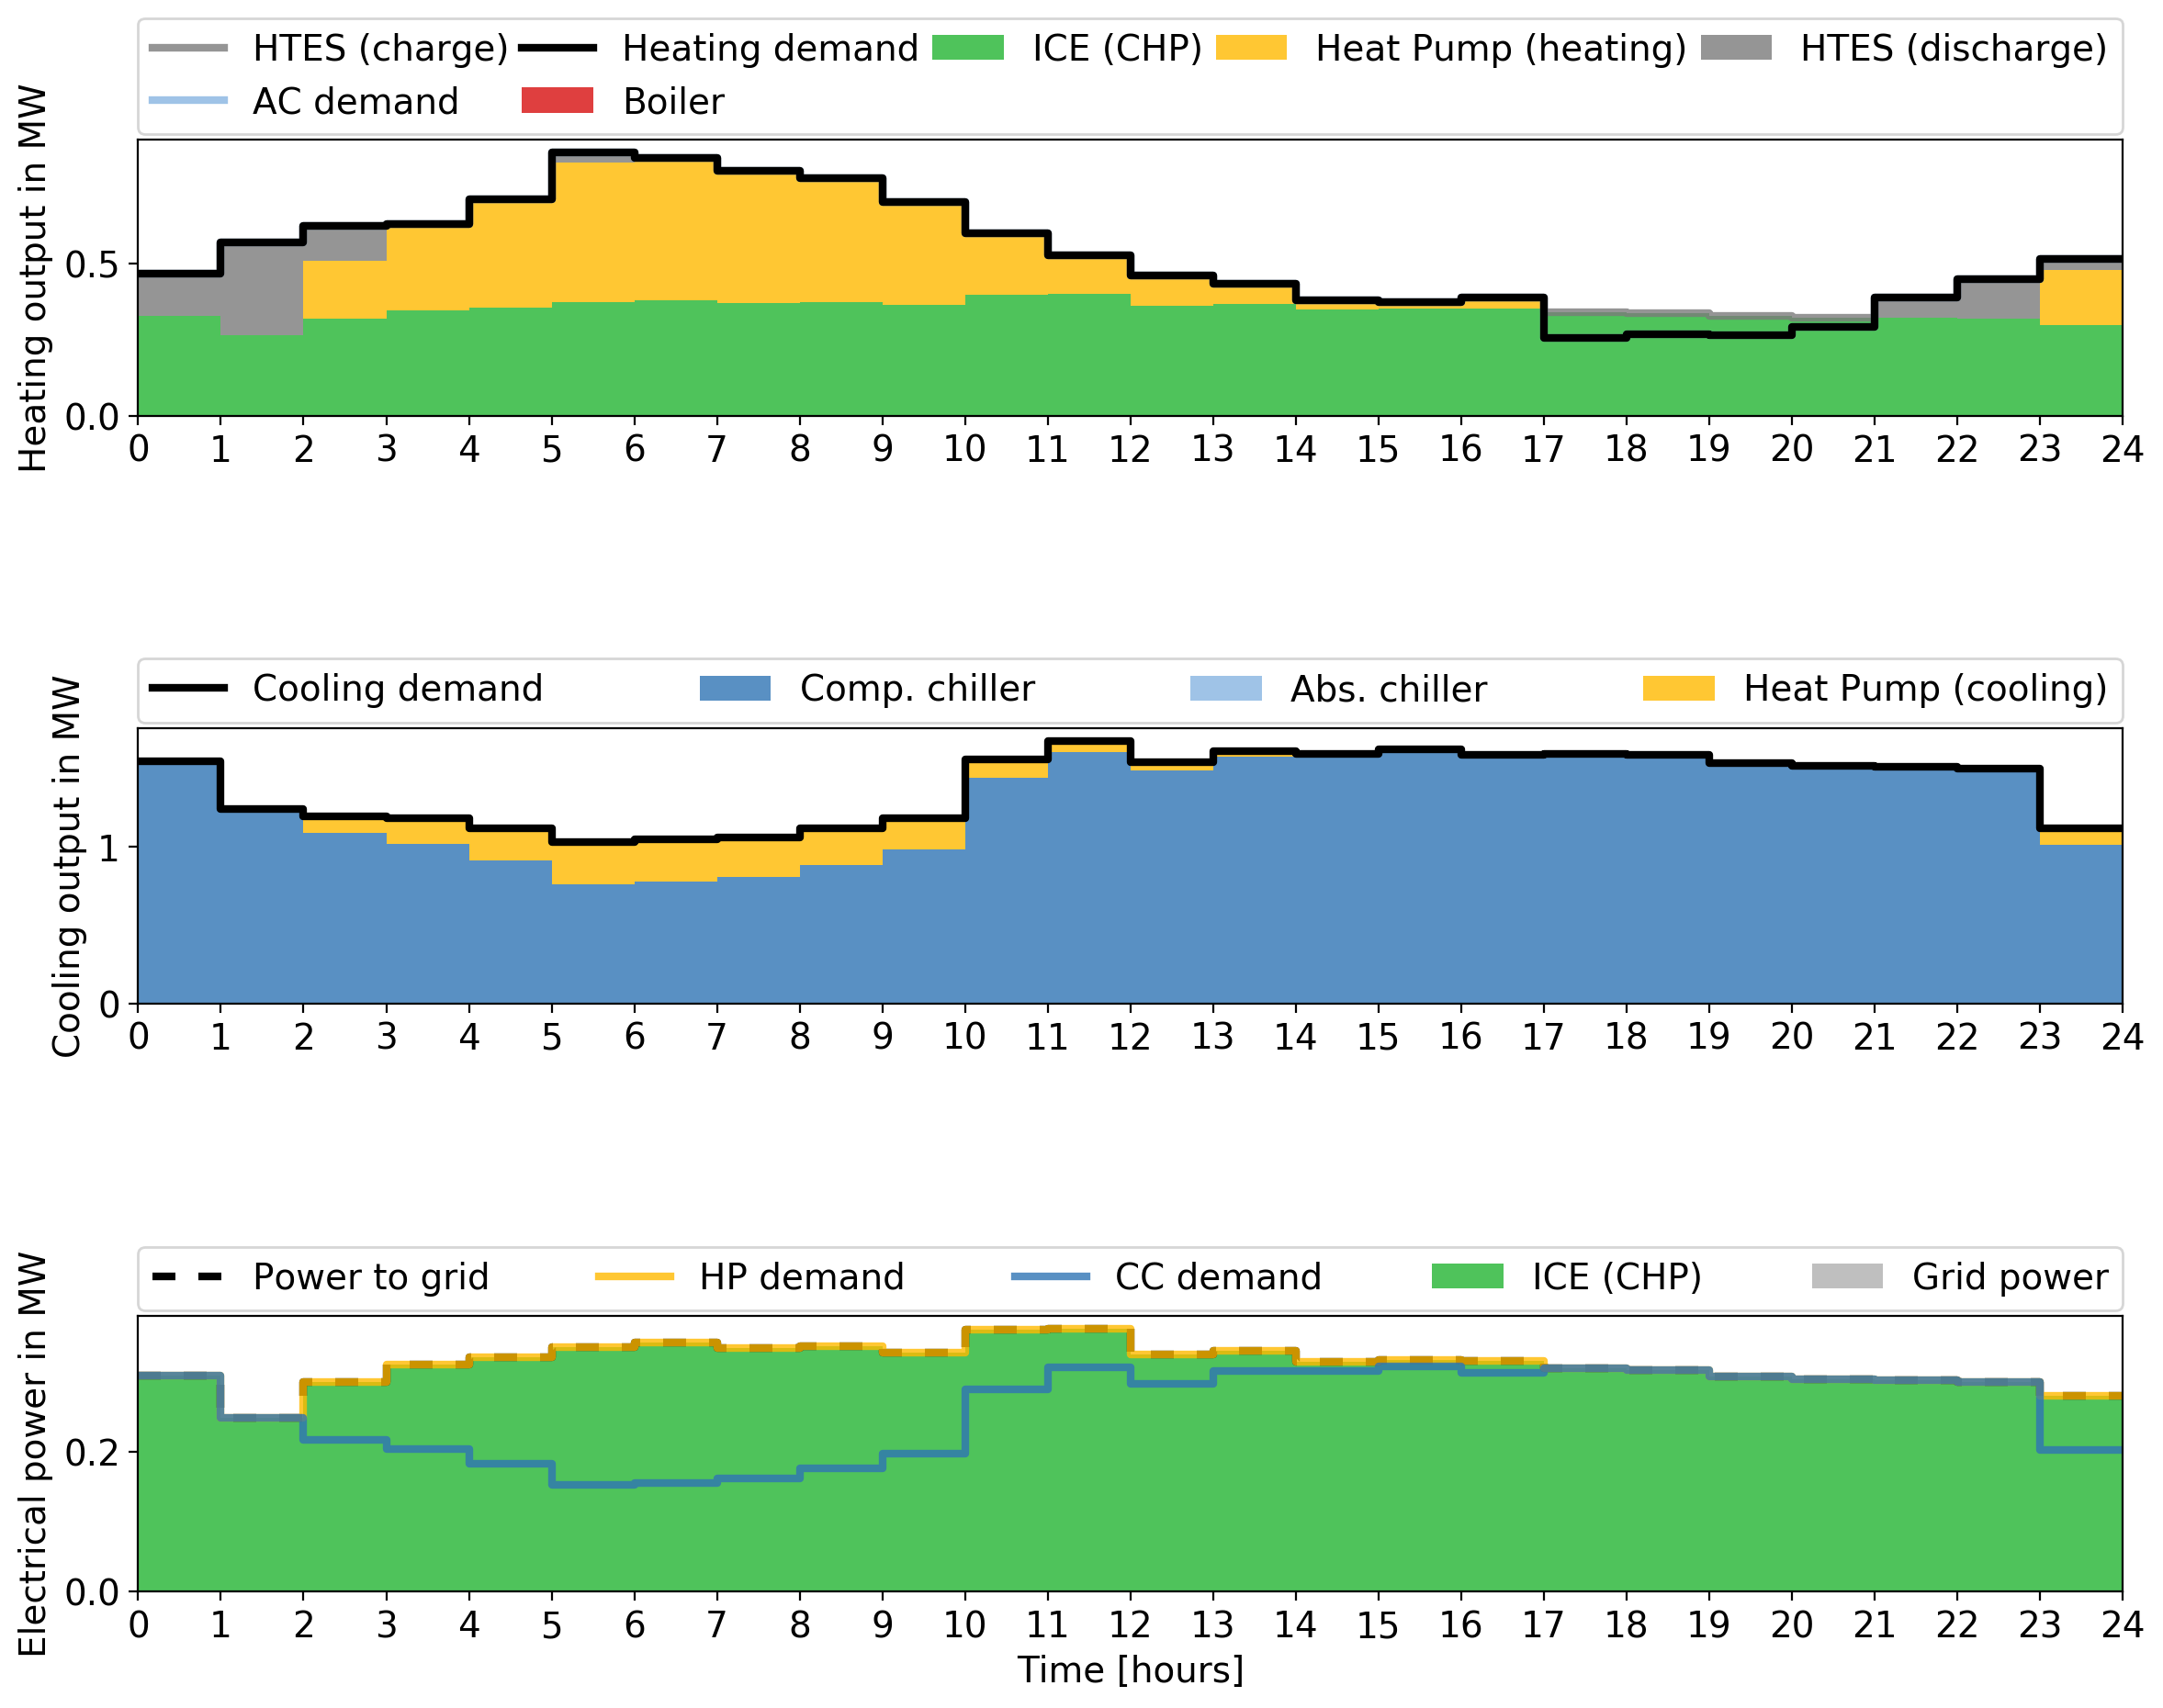 HTES (charge) Heating demand ICE (CHP) Heat Pump (heating) HTES (discharge)
AC demand Boiler
Heating output in MW
0.5
0.0
0 1 2 3 4 5 6 7 8 9 10 11 12 13 14 15 16 17 18 19 20 21 22 23 24
Cooling demand Comp. chiller Abs. chiller Heat Pump (cooling)
Cooling output in MW
1
0
0 1 2 3 4 5 6 7 8 9 10 11 12 13 14 15 16 17 18 19 20 21 22 23 24
Power to grid HP demand CC demand ICE (CHP) Grid power
Electrical power in MW
0.2
0.0
0 1 2 3 4 5 6 7 8 9 10 11 12 13 14 15 16 17 18 19 20 21 22 23 24
Time [hours]